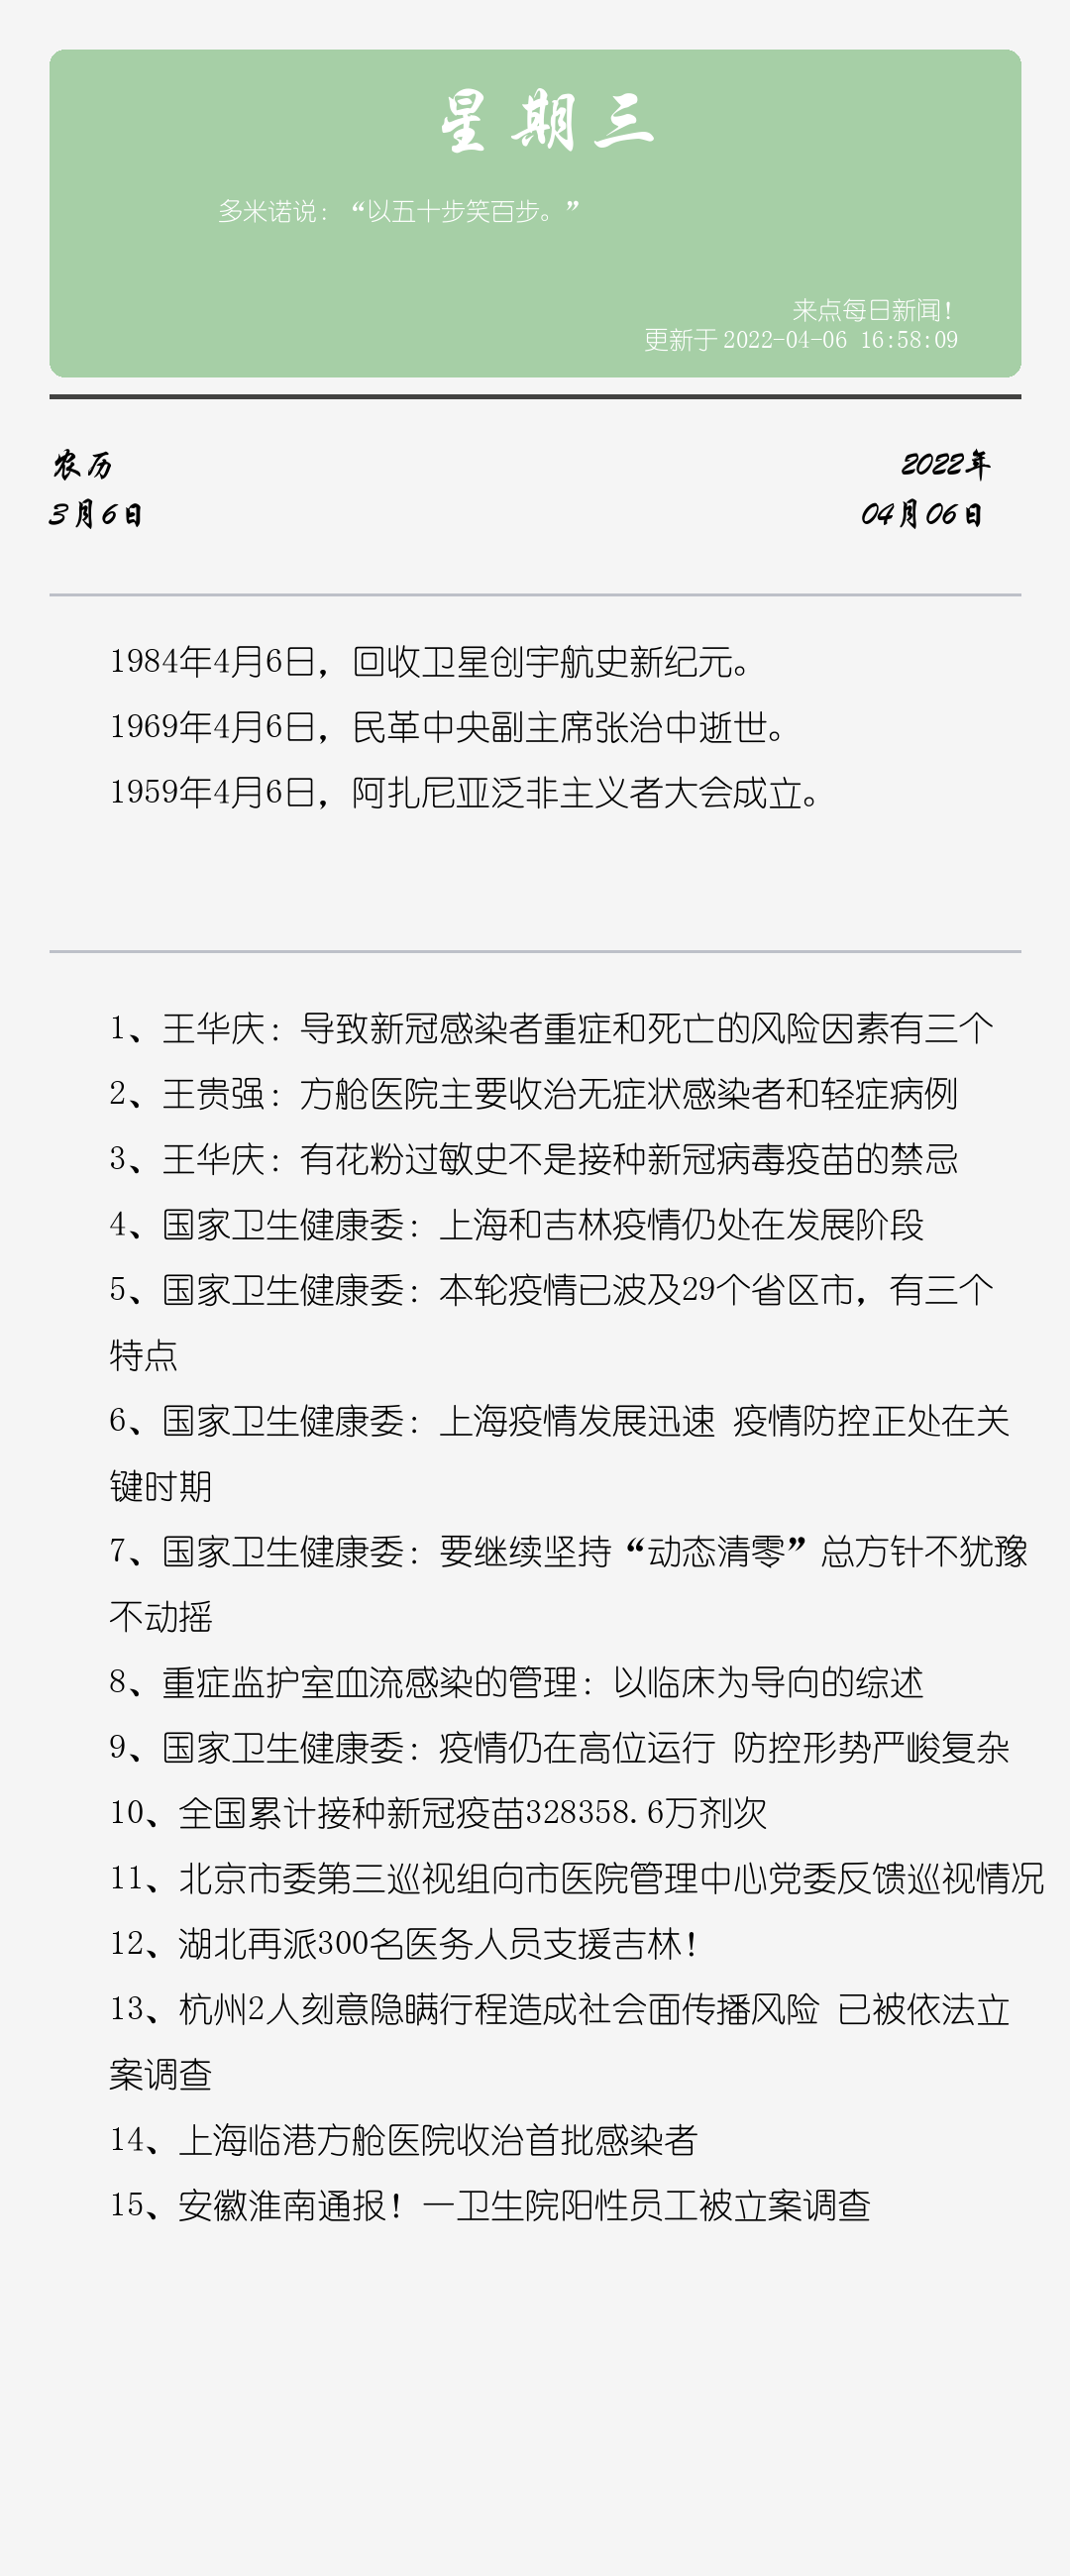 星期三
多米诺说：“以五十步笑百步。”
来点每日新闻！
更新于 2022-04-06 16:58:09
农历
2022年
3月6日
04月06日
1984年4月6日，回收卫星创宇航史新纪元。
1969年4月6日，民革中央副主席张治中逝世。
1959年4月6日，阿扎尼亚泛非主义者大会成立。
1、王华庆：导致新冠感染者重症和死亡的风险因素有三个
2、王贵强：方舱医院主要收治无症状感染者和轻症病例
3、王华庆：有花粉过敏史不是接种新冠病毒疫苗的禁忌
4、国家卫生健康委：上海和吉林疫情仍处在发展阶段
5、国家卫生健康委：本轮疫情已波及29个省区市，有三个
特点
6、国家卫生健康委：上海疫情发展迅速 疫情防控正处在关
键时期
7、国家卫生健康委：要继续坚持“动态清零”总方针不犹豫
不动摇
8、重症监护室血流感染的管理：以临床为导向的综述
9、国家卫生健康委：疫情仍在高位运行 防控形势严峻复杂
10、全国累计接种新冠疫苗328358.6万剂次
11、北京市委第三巡视组向市医院管理中心党委反馈巡视情况
12、湖北再派300名医务人员支援吉林！
13、杭州2人刻意隐瞒行程造成社会面传播风险 已被依法立
案调查
14、上海临港方舱医院收治首批感染者
15、安徽淮南通报！一卫生院阳性员工被立案调查